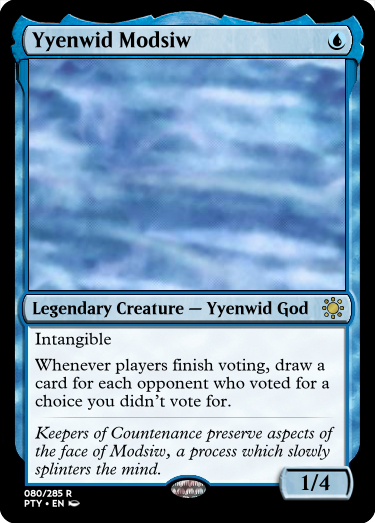 Yyenwid Modsiw
Legendary Creature — Yyenwid God
Intangible
Whenever players finish voting, draw a
card for each opponent who voted for a
choice you didn't vote for.
Keepers of Countenance preserve aspects of
the face of Modsiw, a process which slowly
splinters the mind.
1/4
080/285 R
PTY • EN